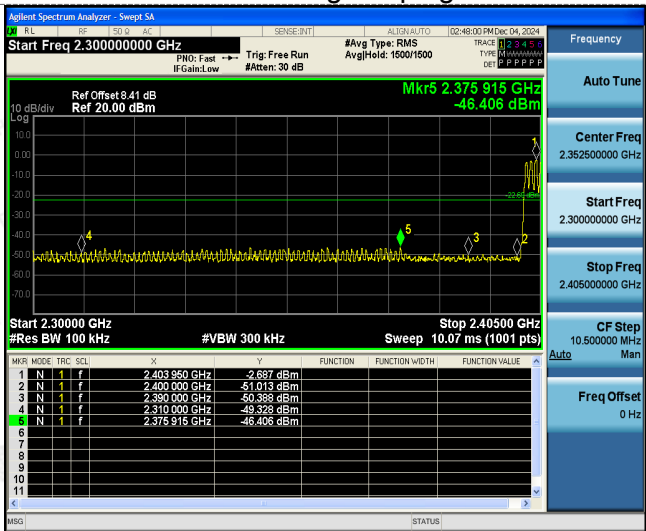 Agilent Spectrum Analyzer - Swept SA
RL RF 50 Ω AC SENSE:INT ALIGNAUTO 02:48:00 PM Dec 04, 2024
Start Freq 2.300000000 GHz
PNO: Fast
IFGain:Low
Trig: Free Run
#Atten: 30 dB
#Avg Type: RMS
Avg|Hold: 1500/1500
TRACE 1 2 3 4 5 6
TYPE M
DET P P P P P P
Ref Offset 8.41 dB
10 dB/div Ref 20.00 dBm
Log
Mkr5 2.375 915 GHz
-46.406 dBm
10.0
0.00
-10.0
-20.0
-30.0
-40.0
-50.0
-60.0
-70.0
1
2
3
4
5
Start 2.30000 GHz Stop 2.40500 GHz
#Res BW 100 kHz #VBW 300 kHz Sweep 10.07 ms (1001 pts)
MKR MODE TRC SCL X Y FUNCTION FUNCTION WIDTH FUNCTION VALUE
1 N 1 f 2.403 950 GHz -2.687 dBm
2 N 1 f 2.400 000 GHz -51.013 dBm
3 N 1 f 2.390 000 GHz -50.388 dBm
4 N 1 f 2.310 000 GHz -49.328 dBm
5 N 1 f 2.375 915 GHz -46.406 dBm
6
7
8
9
10
11
MSG STATUS
Frequency
Auto Tune
Center Freq
2.352500000 GHz
Start Freq
2.300000000 GHz
Stop Freq
2.405000000 GHz
CF Step
10.500000 MHz
Auto Man
Freq Offset
0 Hz